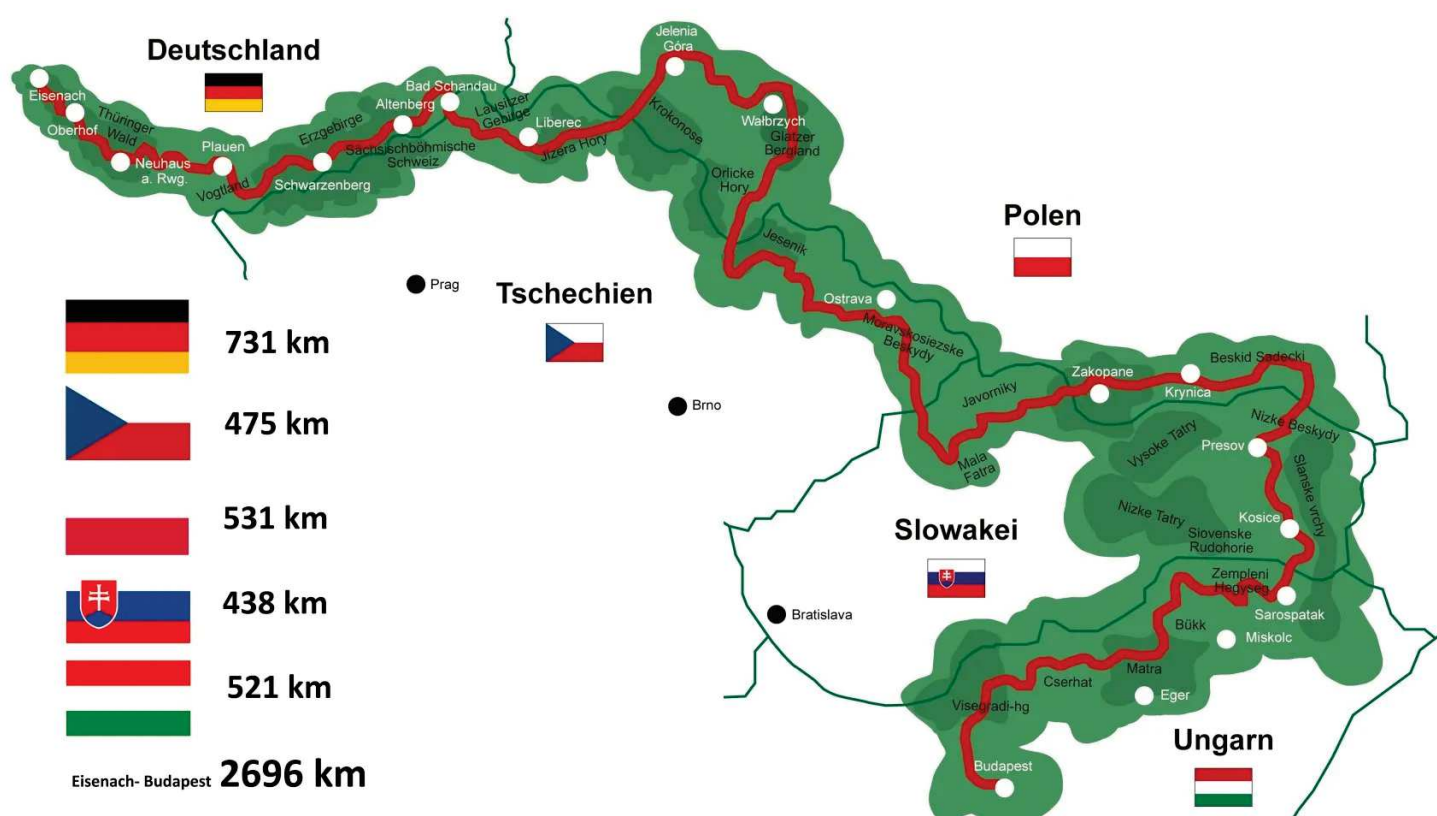 Deutschland
Eisenach
Oberhof
Thüringer
Wald
Neuhaus
a. Rwg.
Plauen
Vogtland
Erzgebirge
Schwarzenberg
Altenberg
Bad Schandau
Sächsischböhmische
Schweiz
Lausitzer
Gebirge
Liberec
Jizera Hory
Jelenia
Góra
Krokonose
Wałbrzych
Glatzer
Bergland
Orlicke
Hory
Jesenik
Polen
Prag
Tschechien
Ostrava
Moravskosiezske
Beskydy
Brno
Javorniky
Mala
Fatra
Zakopane
Krynica
Beskid Sadecki
Nizke Beskydy
Presov
Vysoke Tatry
Nizke Tatry
Slanske vrchy
Kosice
Slovenske
Rudohorie
Slowakei
Bratislava
Zempleni
Hegyseg
Sarospatak
Bükk
Miskolc
Matra
Eger
Cserhat
Visegradi-hg
Budapest
Ungarn
731 km
475 km
531 km
438 km
521 km
Eisenach- Budapest 2696 km